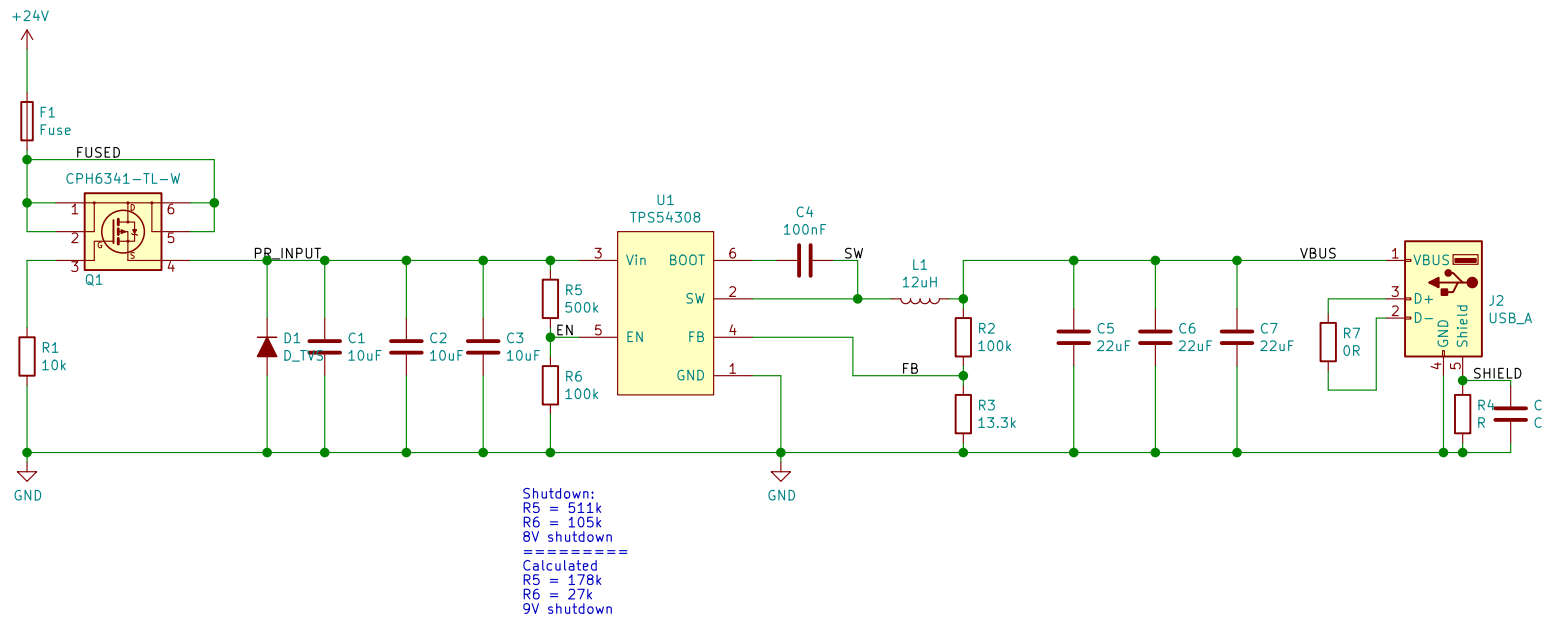 +24V
F1
Fuse
FUSED
CPH6341-TL-W
1
2
3
6
5
4
D
G
S
Q1
R1
10k
GND
PR_INPUT
D1
D_TVS
C1
10uF
C2
10uF
C3
10uF
R5
500k
EN
R6
100k
U1
TPS54308
3
Vin
5
EN
BOOT
6
SW
2
FB
4
GND
1
GND
C4
100nF
SW
L1
12uH
R2
100k
FB
R3
13.3k
C5
22uF
C6
22uF
C7
22uF
VBUS
R7
0R
1
VBUS
3
D+
2
D-
GND
Shield
4
5
J2
USB_A
SHIELD
R4
R
C
C
Shutdown:
R5 = 511k
R6 = 105k
8V shutdown
=========
Calculated
R5 = 178k
R6 = 27k
9V shutdown